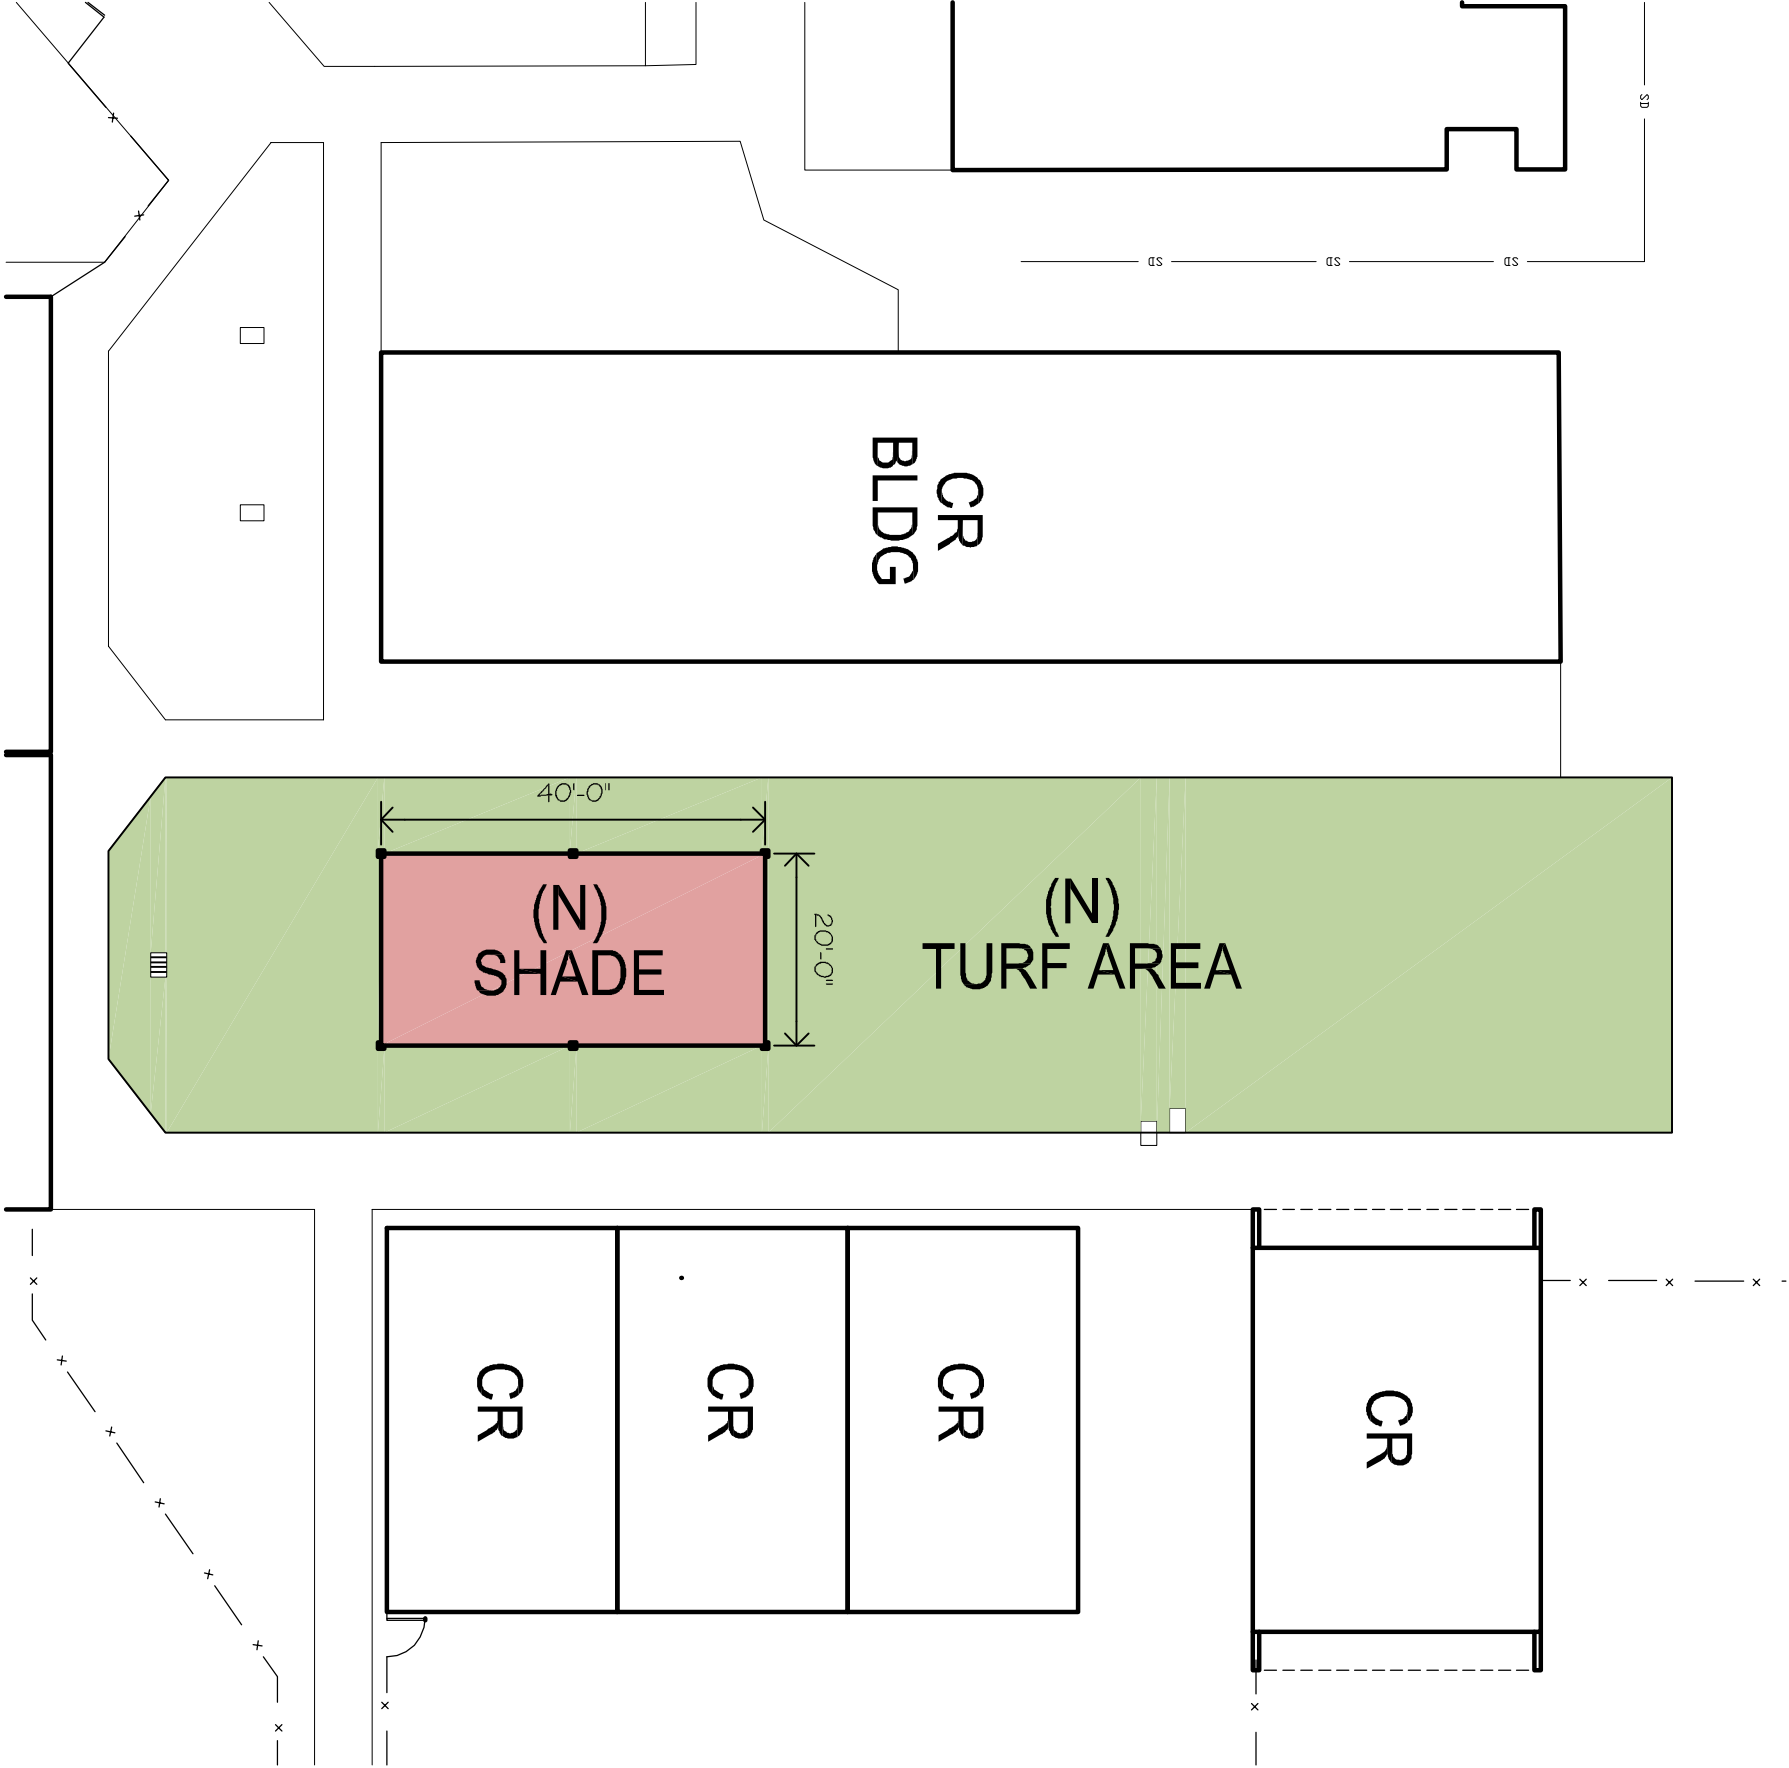 SD
SD
SD
SD
CR
BLDG
40'-0"
(N)
SHADE
20'-0"
(N)
TURF AREA
CR
CR
CR
CR